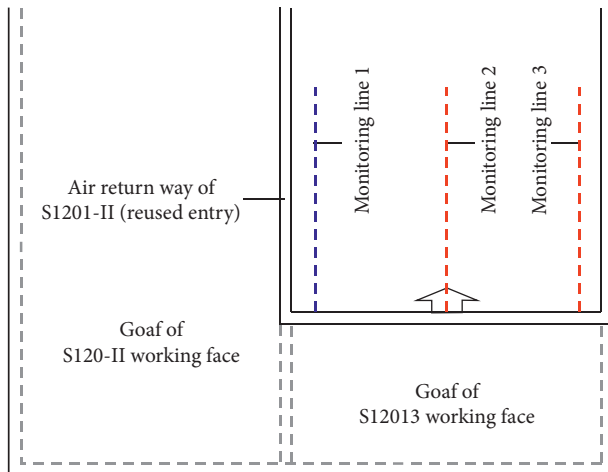 Monitoring line 1
Monitoring line 2
Monitoring line 3
Air return way of
S1201-II (reused entry)
Goaf of
S120-II working face
Goaf of
S12013 working face